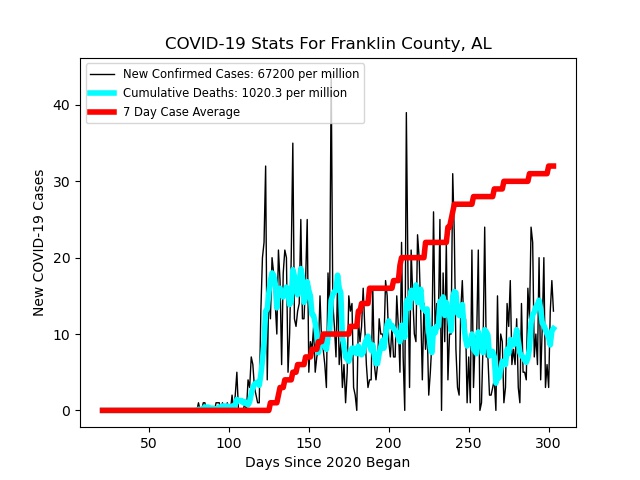 COVID-19 Stats For Franklin County, AL
New Confirmed Cases: 67200 per million
Cumulative Deaths: 1020.3 per million
7 Day Case Average
40
30
20
10
0
New COVID-19 Cases
50 100 150 200 250 300
Days Since 2020 Began